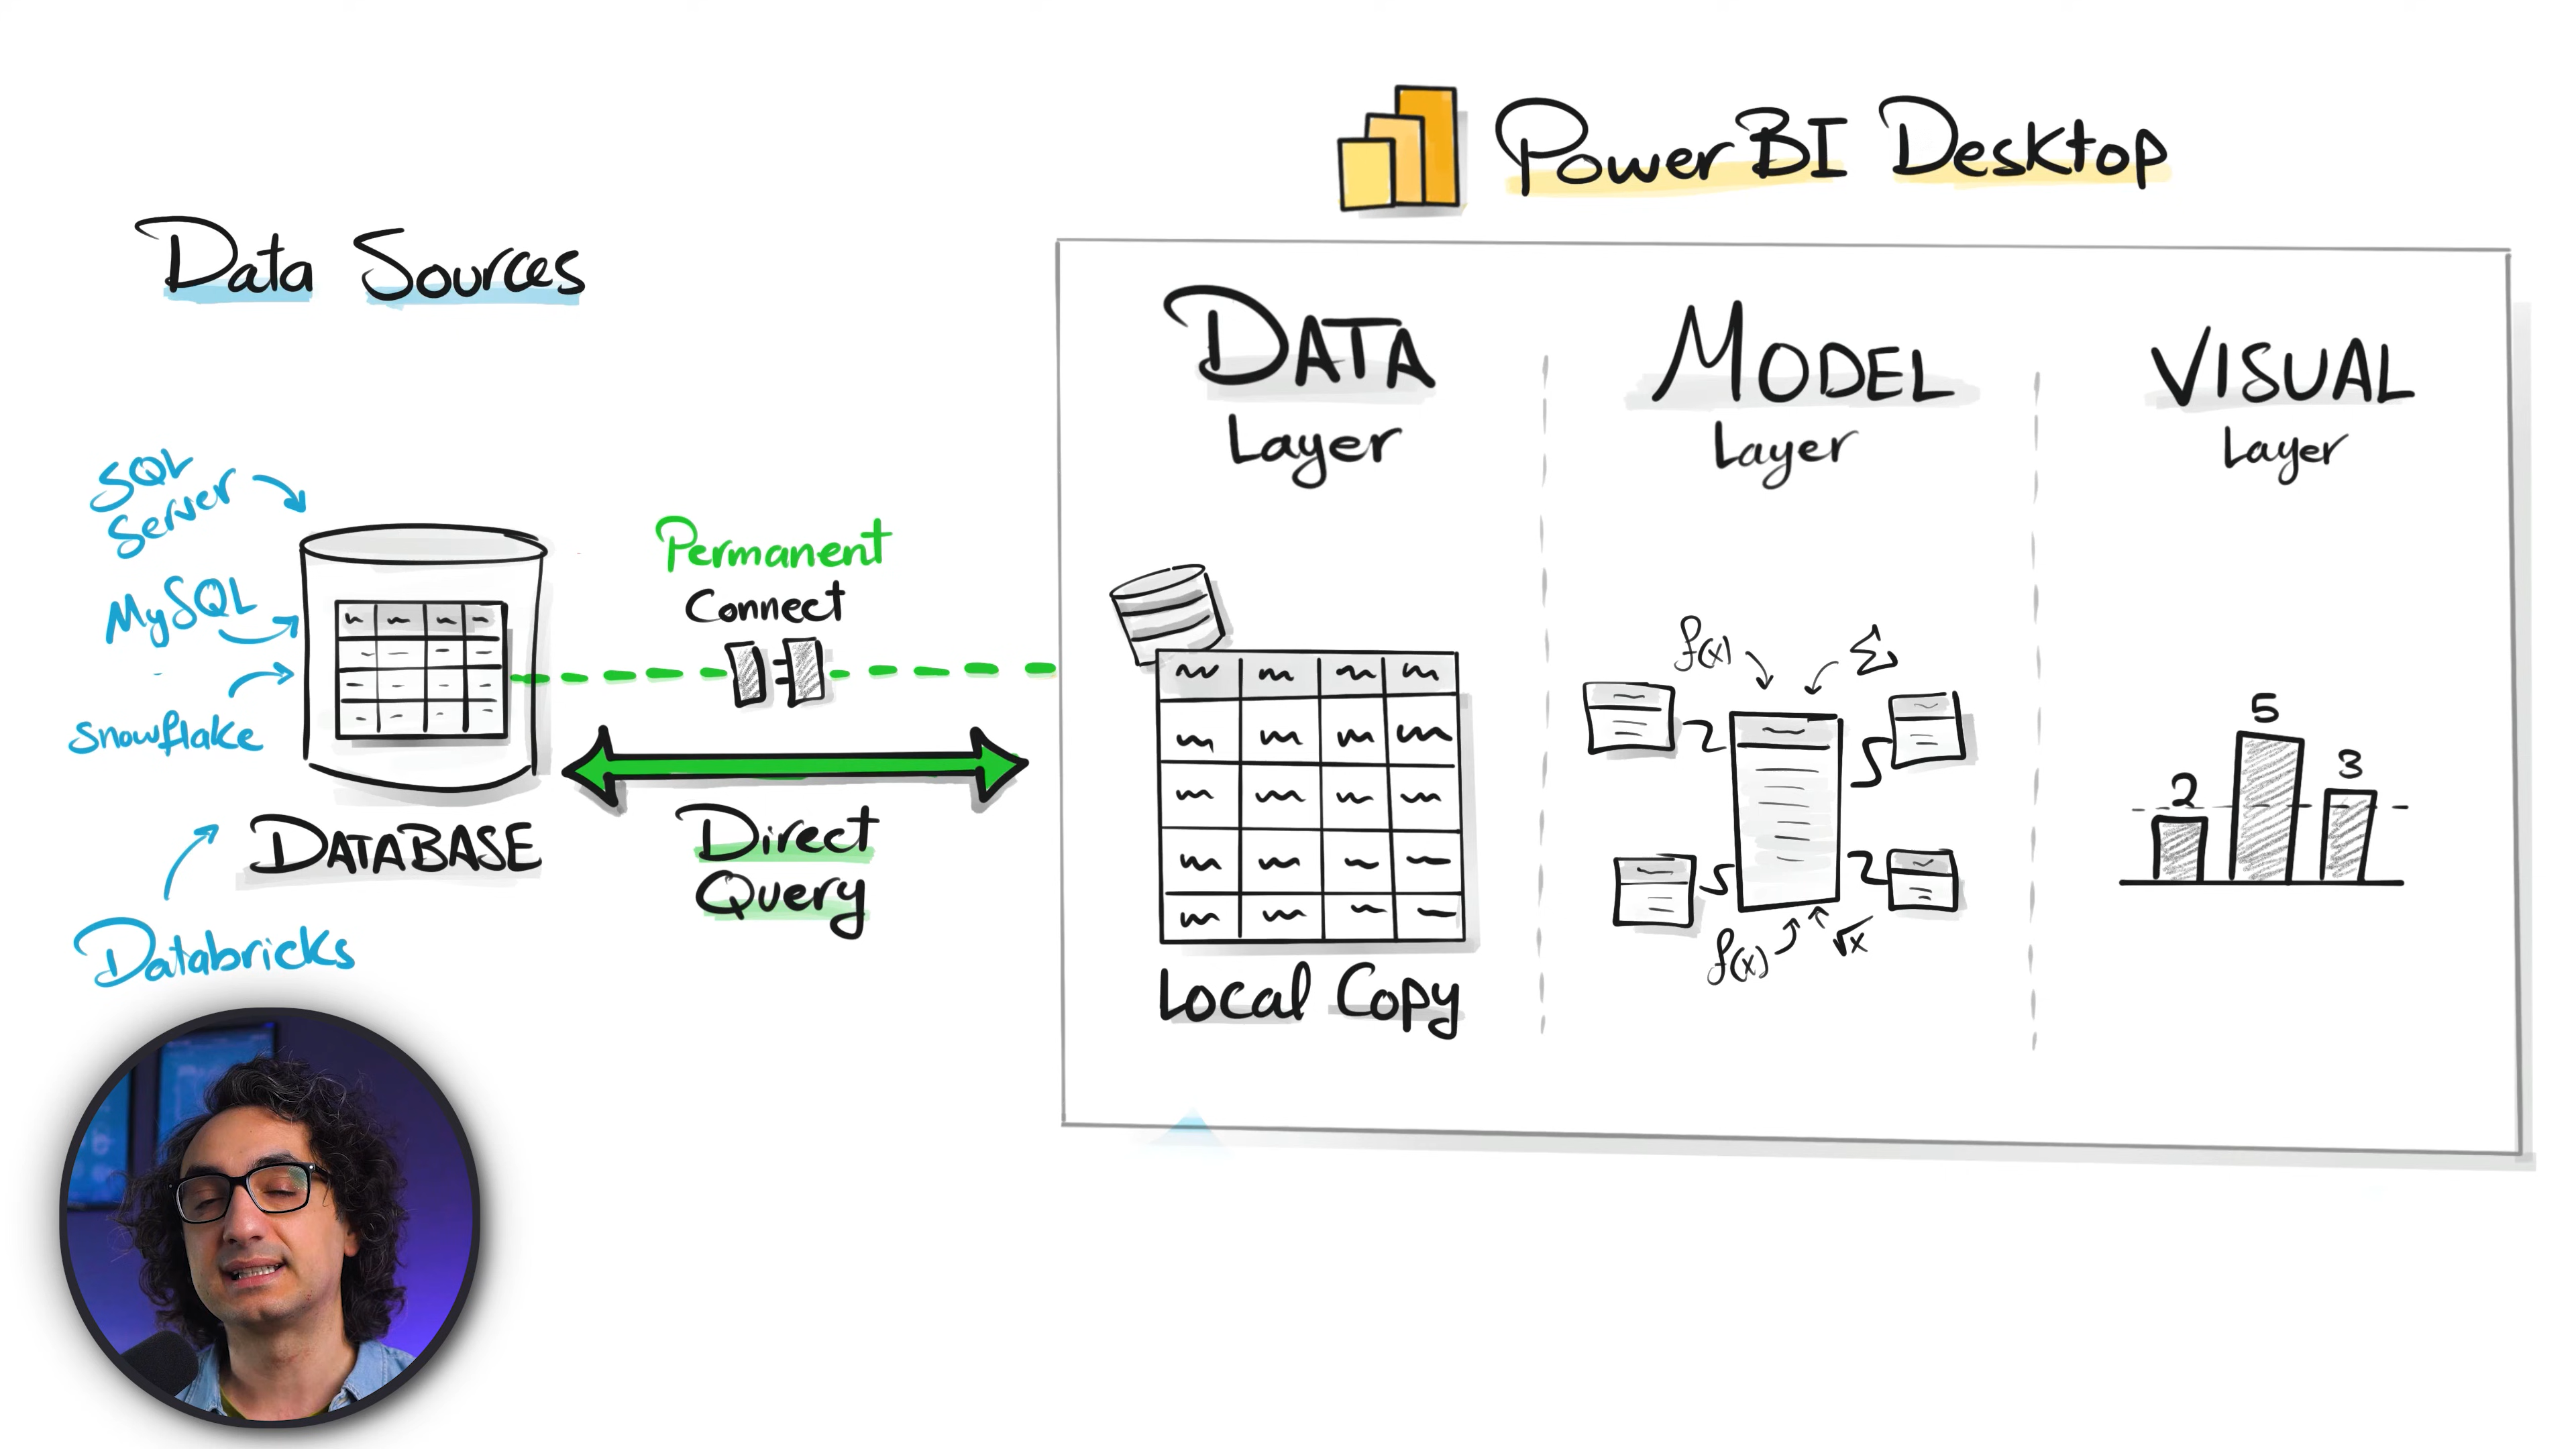 PowerBI Desktop
Data Sources
DATA
Layer
MODEL
Layer
VISUAL
Layer
SQL
Server
MySQL
Snowflake
Databricks
DATABASE
Permanent
Connect
Direct
Query
Local Copy
f(x)
Σ
f(x)
√x
2
5
3